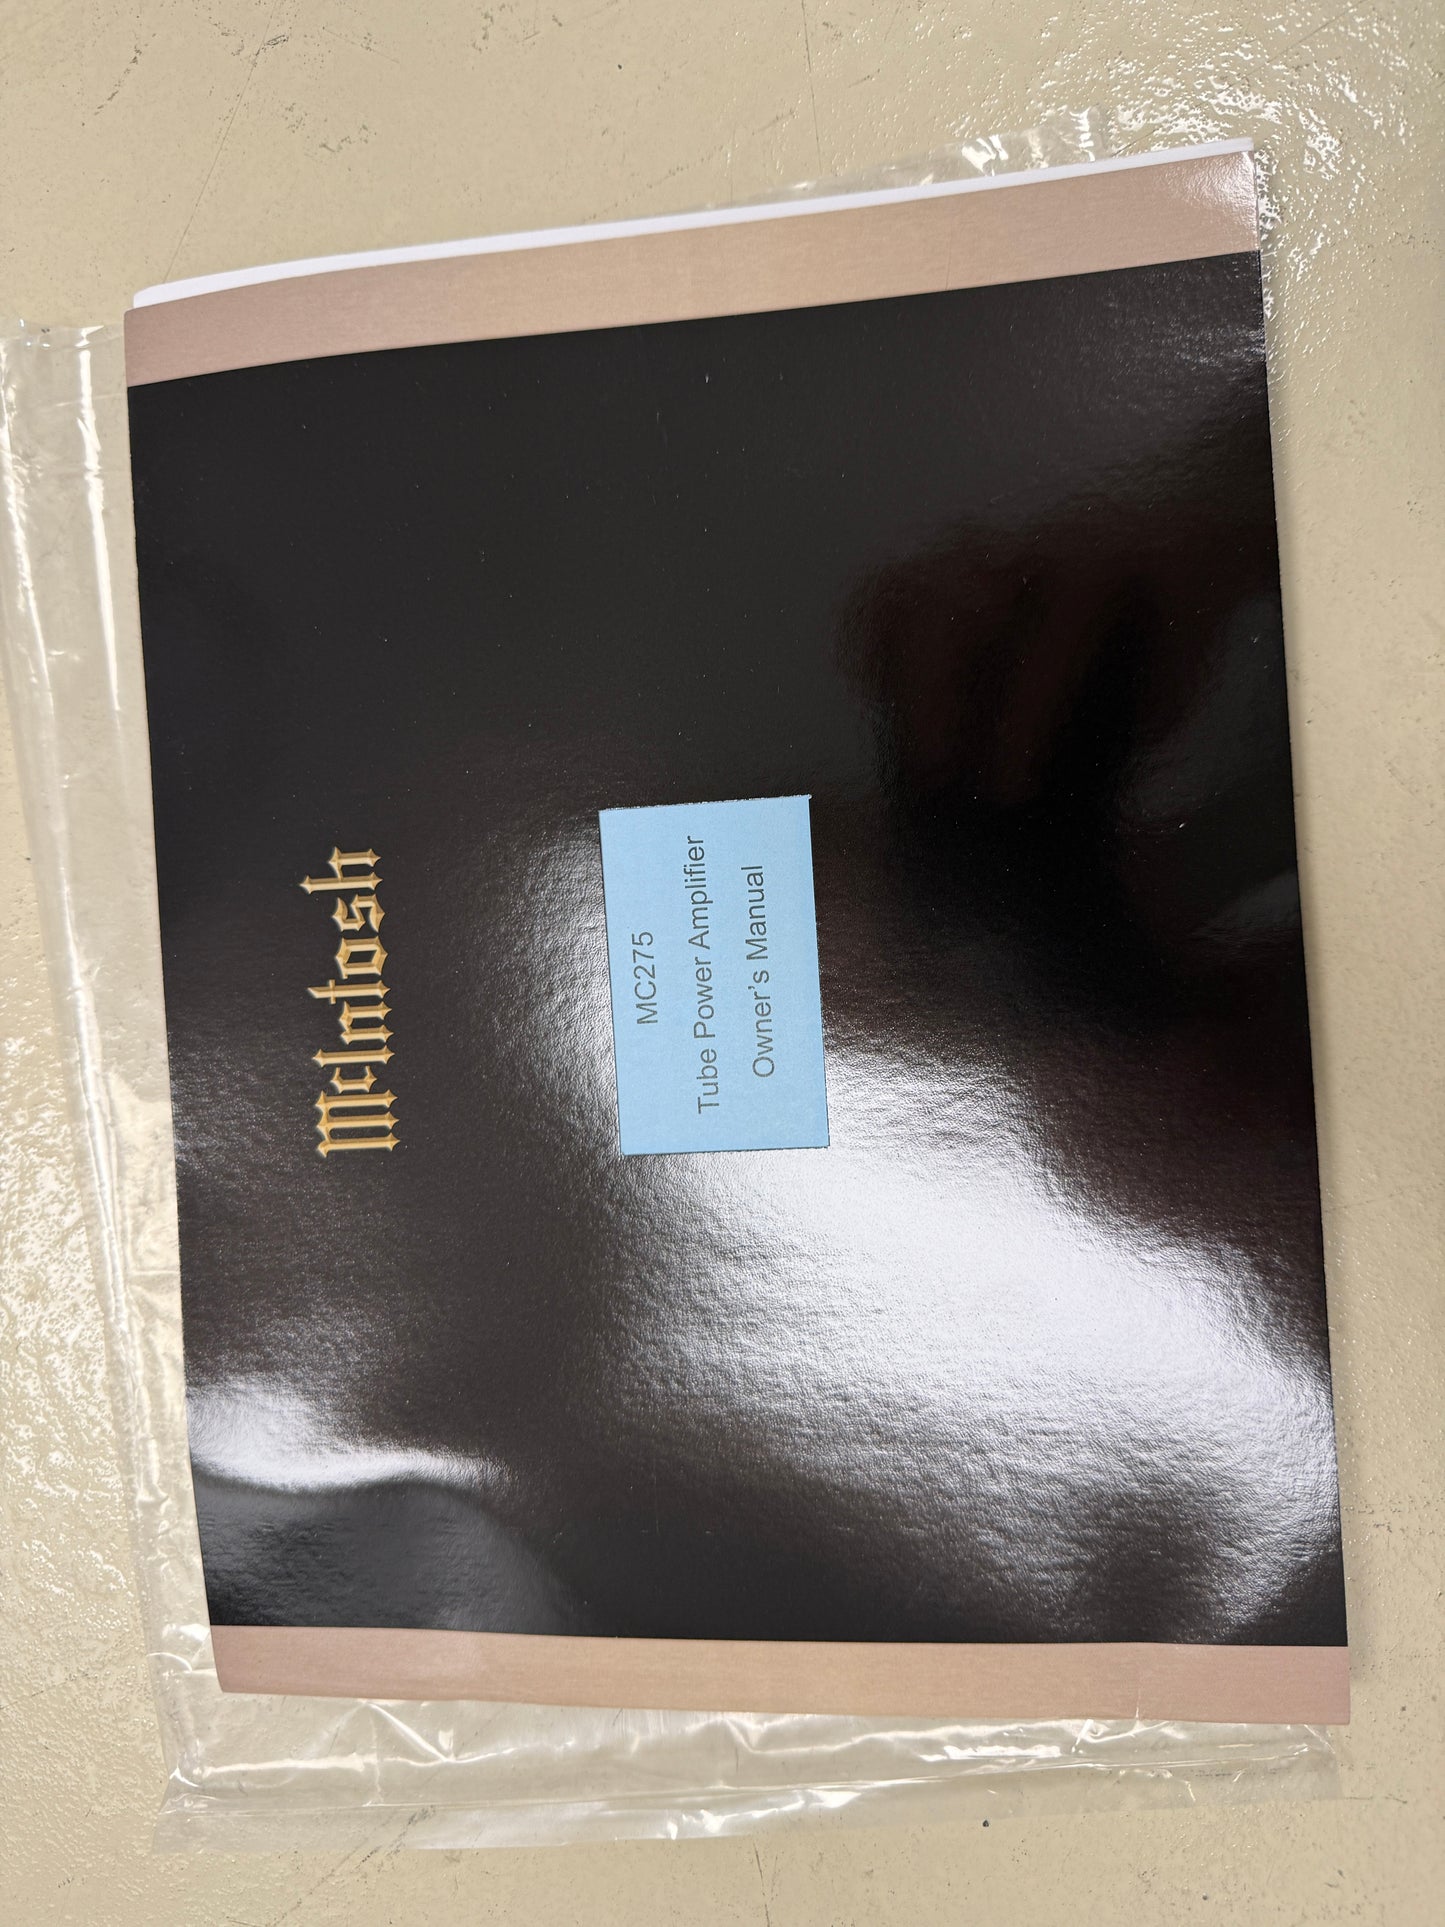 McIntosh
MC275
Tube Power Amplifier
Owner's Manual